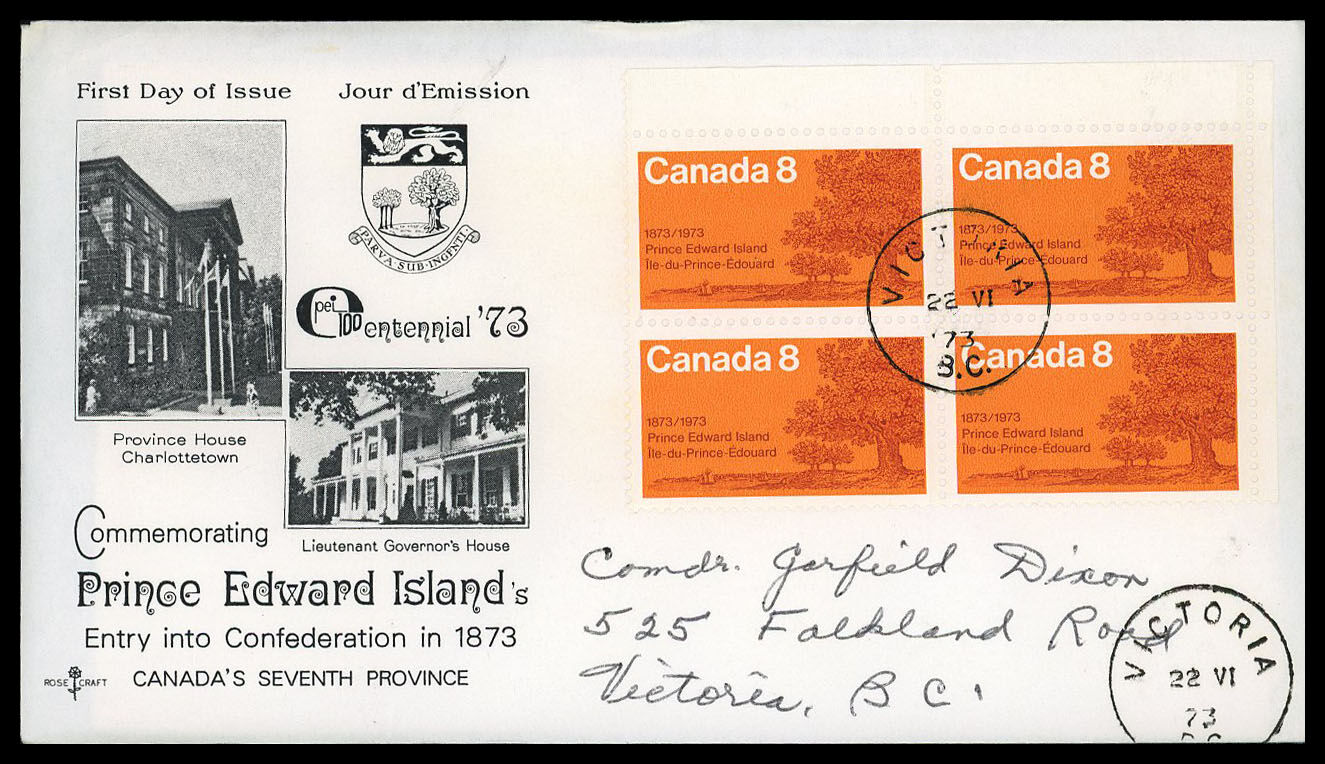 First Day of Issue Jour d'Emission
PARVA·SUB·INGENTI
pei 100 Centennial '73
Province House
Charlottetown
Lieutenant Governor's House
Commemorating
Prince Edward Island's
Entry into Confederation in 1873
CANADA'S SEVENTH PROVINCE
ROSE CRAFT
Canada 8
1873/1973
Prince Edward Island
Île-du-Prince-Édouard
Canada 8
1873/1973
Prince Edward Island
Île-du-Prince-Édouard
Canada 8
1873/1973
Prince Edward Island
Île-du-Prince-Édouard
Canada 8
1873/1973
Prince Edward Island
Île-du-Prince-Édouard
VICTORIA
22 VI
'73
B.C.
Comdr. Garfield Dixon
525 Falkland Road
Victoria, B C.
VICTORIA
22 VI
73